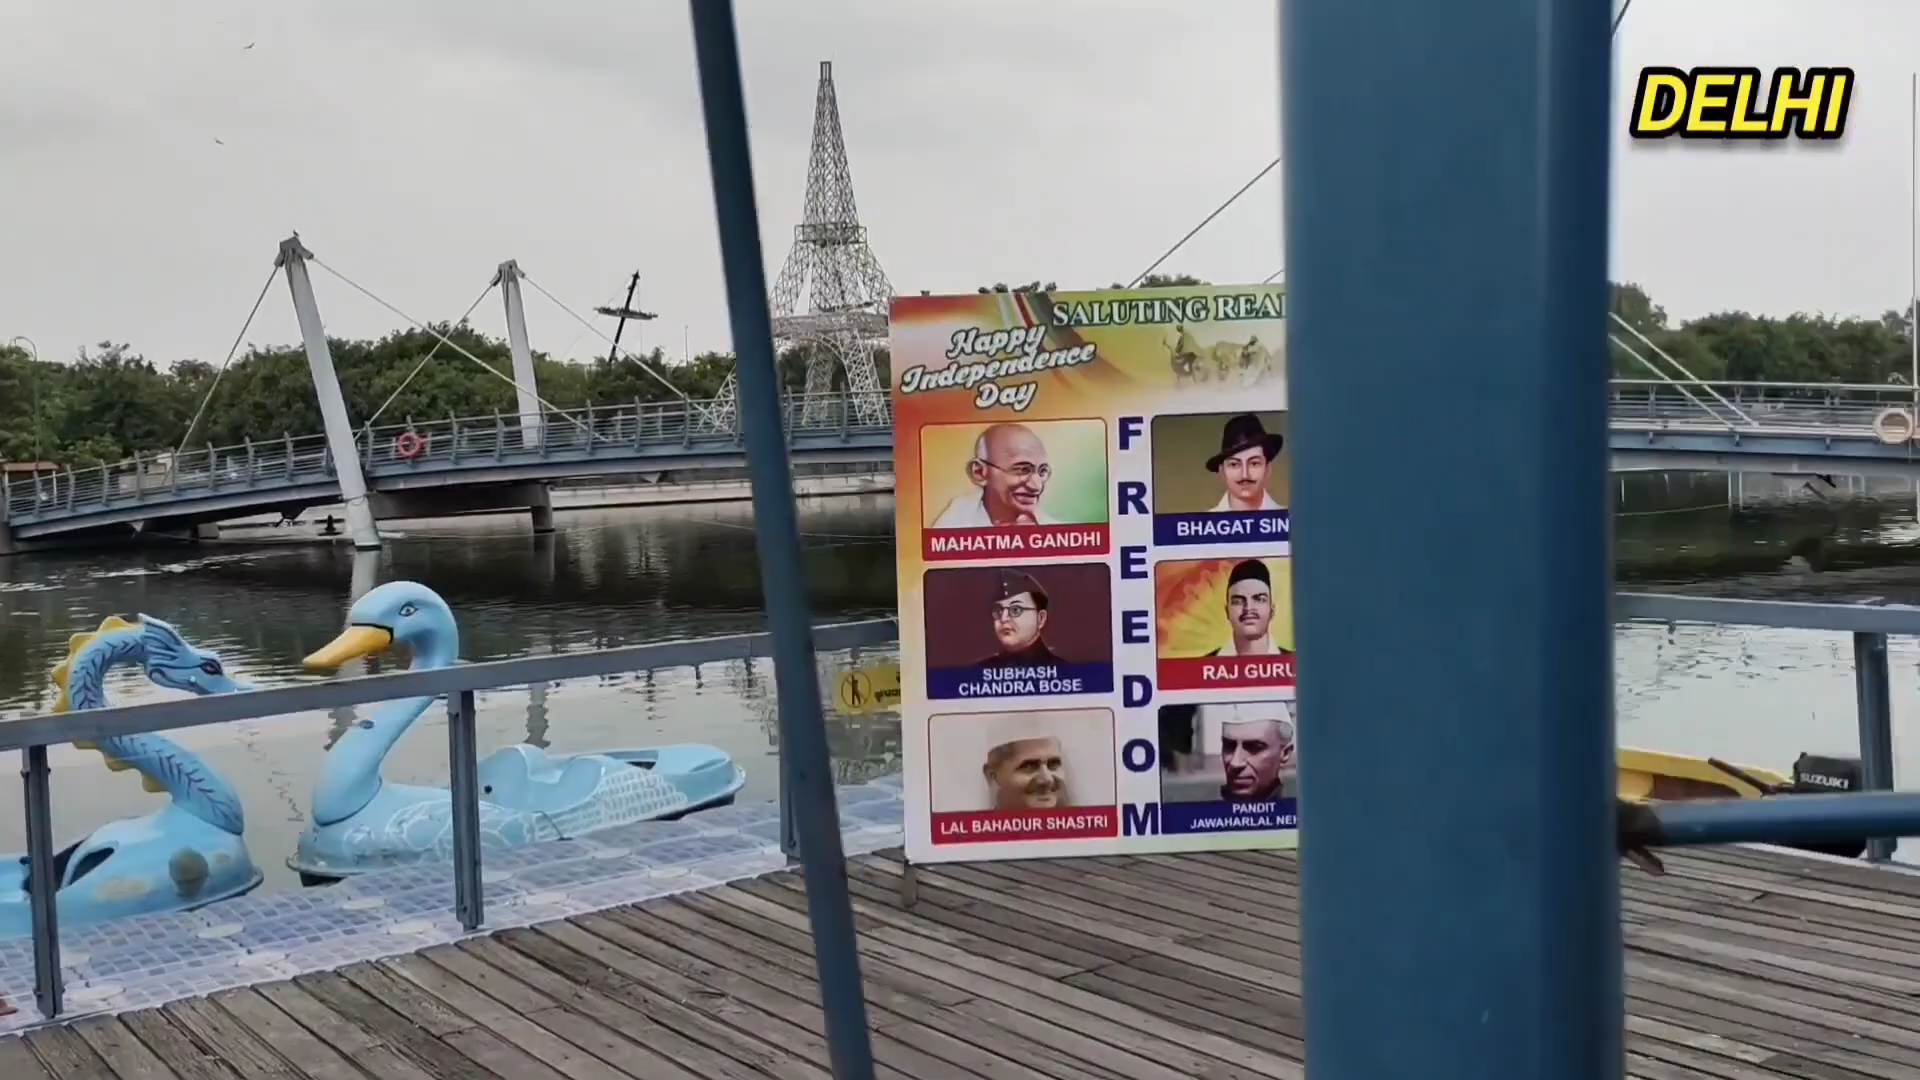 DELHI
SALUTING REAL
Happy
Independence
Day
FREEDOM
MAHATMA GANDHI
BHAGAT SIN
SUBHASH
CHANDRA BOSE
RAJ GURU
LAL BAHADUR SHASTRI
PANDIT
JAWAHARLAL NEH
SUZUKI